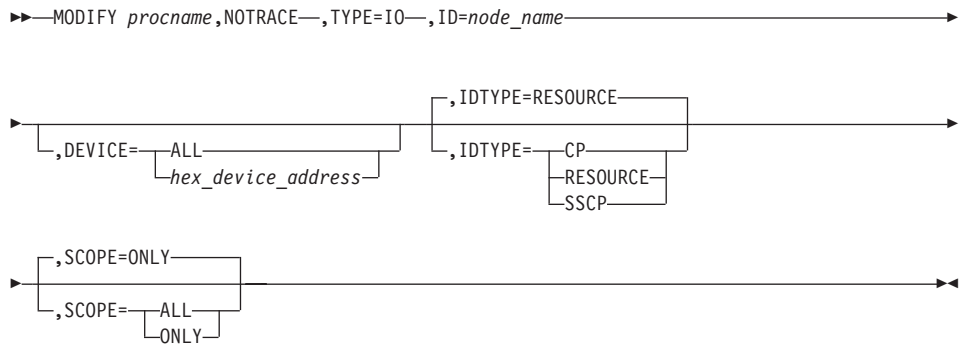 MODIFY procname,NOTRACE ,TYPE=IO ,ID=node_name
,IDTYPE=RESOURCE
,DEVICE= ALL ,IDTYPE= CP
hex_device_address RESOURCE
SSCP
,SCOPE=ONLY
,SCOPE= ALL
ONLY